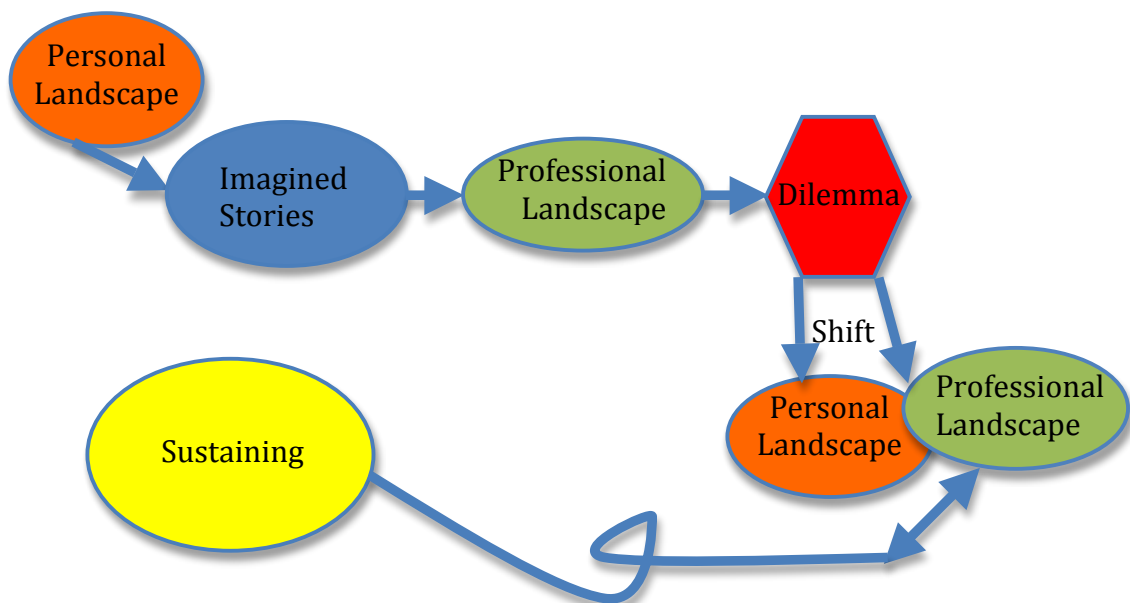 Personal
Landscape
Imagined
Stories
Professional
Landscape
Dilemma
Shift
Personal
Landscape
Professional
Landscape
Sustaining